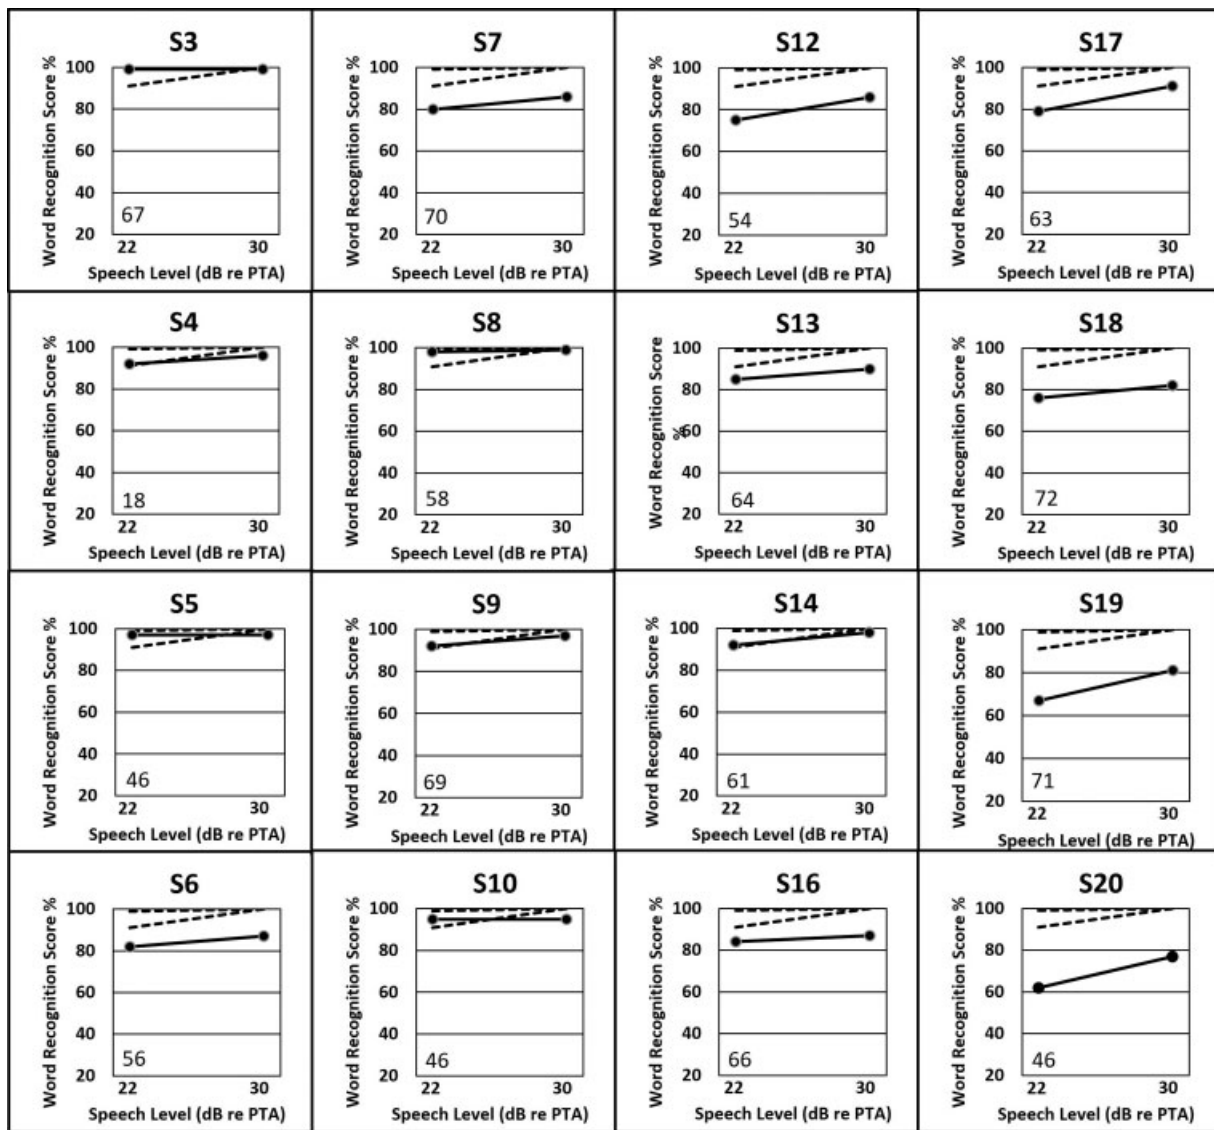 S3
Word Recognition Score %
100
80
60
40
20
67
22 30
Speech Level (dB re PTA)
S7
Word Recognition Score %
100
80
60
40
20
70
22 30
Speech Level (dB re PTA)
S12
Word Recognition Score %
100
80
60
40
20
54
22 30
Speech Level (dB re PTA)
S17
Word Recognition Score %
100
80
60
40
20
63
22 30
Speech Level (dB re PTA)
S4
Word Recognition Score %
100
80
60
40
20
18
22 30
Speech Level (dB re PTA)
S8
Word Recognition Score %
100
80
60
40
20
58
22 30
Speech Level (dB re PTA)
S13
Word Recognition Score
%
100
80
60
40
20
64
22 30
Speech Level (dB re PTA)
S18
Word Recognition Score %
100
80
60
40
20
72
22 30
Speech Level (dB re PTA)
S5
Word Recognition Score %
100
80
60
40
20
46
22 30
Speech Level (dB re PTA)
S9
Word Recognition Score %
100
80
60
40
20
69
22 30
Speech Level (dB re PTA)
S14
Word Recognition Score %
100
80
60
40
20
61
22 30
Speech Level (dB re PTA)
S19
Word Recognition Score %
100
80
60
40
20
71
22 30
Speech Level (dB re PTA)
S6
Word Recognition Score %
100
80
60
40
20
56
22 30
Speech Level (dB re PTA)
S10
Word Recognition Score %
100
80
60
40
20
46
22 30
Speech Level (dB re PTA)
S16
Word Recognition Score %
100
80
60
40
20
66
22 30
Speech Level (dB re PTA)
S20
Word Recognition Score %
100
80
60
40
20
46
22 30
Speech Level (dB re PTA)